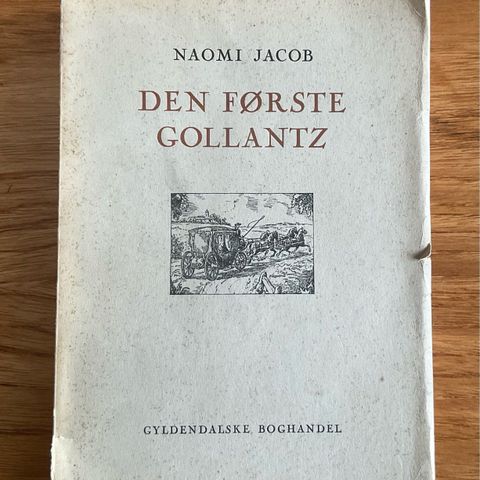 NAOMI JACOB
DEN FØRSTE
GOLLANTZ
GYLDENDALSKE BOGHANDEL